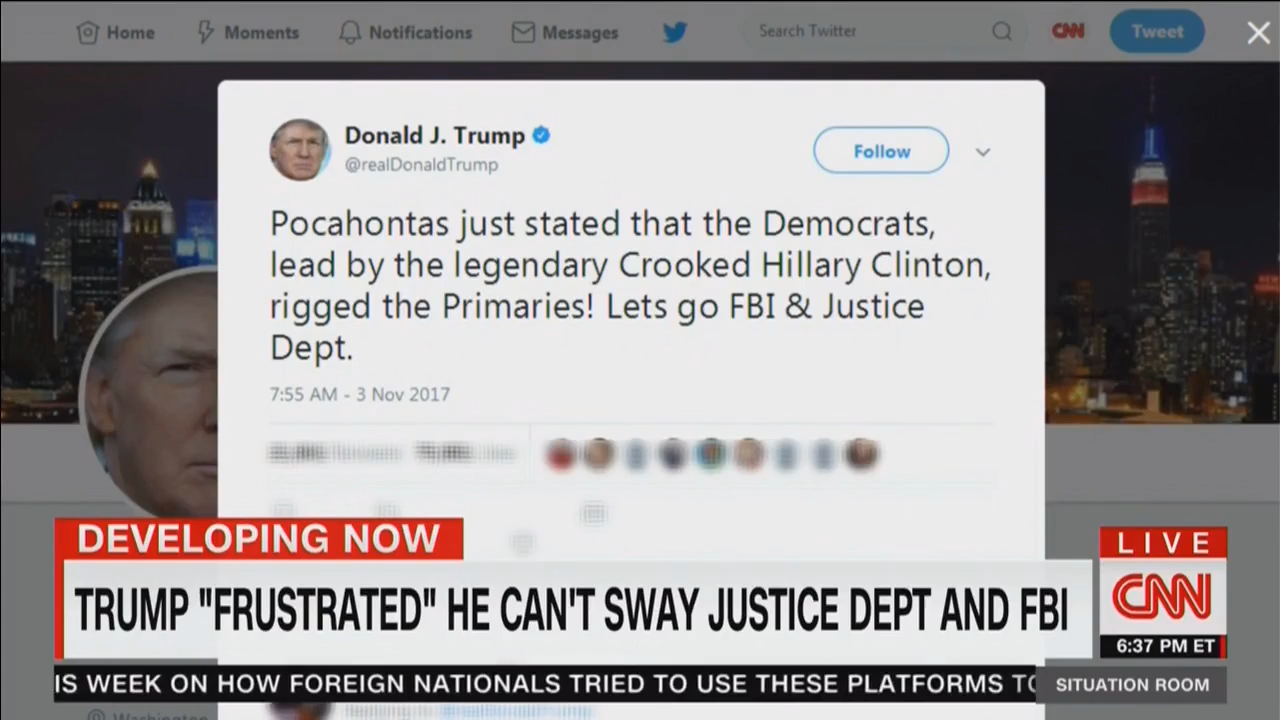 Home Moments Notifications Messages Search Twitter CNN Tweet
Donald J. Trump
@realDonaldTrump
Follow
Pocahontas just stated that the Democrats,
lead by the legendary Crooked Hillary Clinton,
rigged the Primaries! Lets go FBI & Justice
Dept.
7:55 AM - 3 Nov 2017
DEVELOPING NOW
TRUMP "FRUSTRATED" HE CAN'T SWAY JUSTICE DEPT AND FBI
LIVE
CNN
6:37 PM ET
IS WEEK ON HOW FOREIGN NATIONALS TRIED TO USE THESE PLATFORMS
SITUATION ROOM
Washington